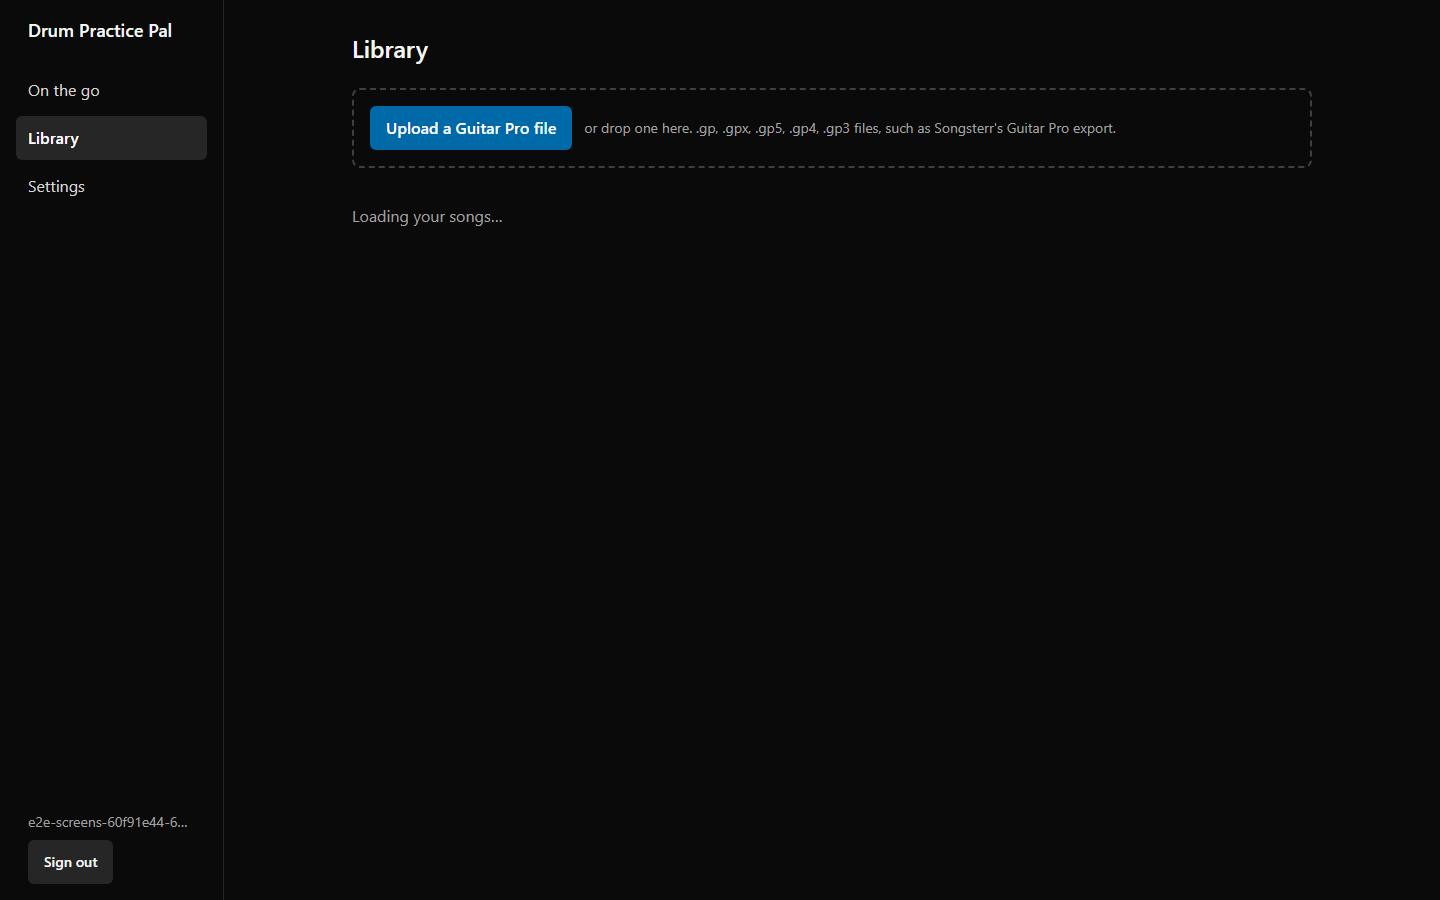 Drum Practice Pal
On the go
Library
Settings
e2e-screens-60f91e44-6...
Sign out
Library
Upload a Guitar Pro file
or drop one here. .gp, .gpx, .gp5, .gp4, .gp3 files, such as Songsterr's Guitar Pro export.
Loading your songs...